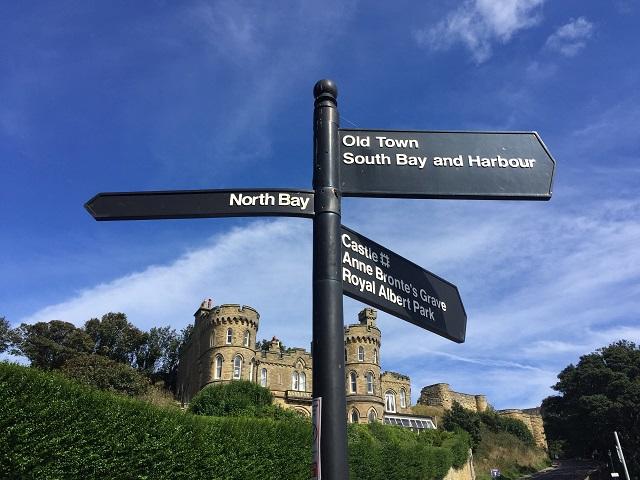 Old Town
South Bay and Harbour
North Bay
Castle
Anne Bronte's Grave
Royal Albert Park